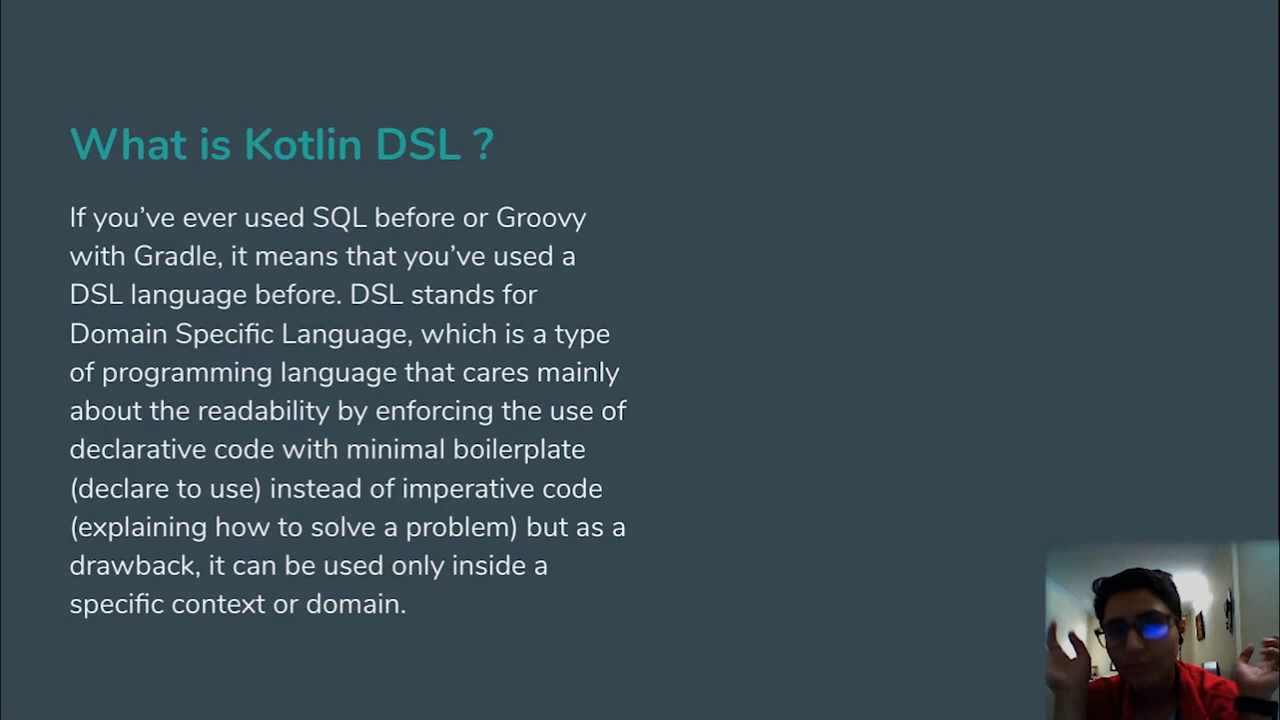 What is Kotlin DSL ?
If you’ve ever used SQL before or Groovy
with Gradle, it means that you’ve used a
DSL language before. DSL stands for
Domain Specific Language, which is a type
of programming language that cares mainly
about the readability by enforcing the use of
declarative code with minimal boilerplate
(declare to use) instead of imperative code
(explaining how to solve a problem) but as a
drawback, it can be used only inside a
specific context or domain.